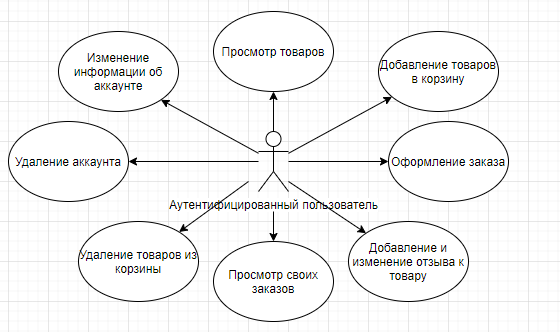 Просмотр товаров
Изменение
информации об
аккаунте
Добавление товаров
в корзину
Удаление аккаунта
Оформление заказа
Аутентифицированный пользователь
Удаление товаров из
корзины
Просмотр своих
заказов
Добавление и
изменение отзыва к
товару